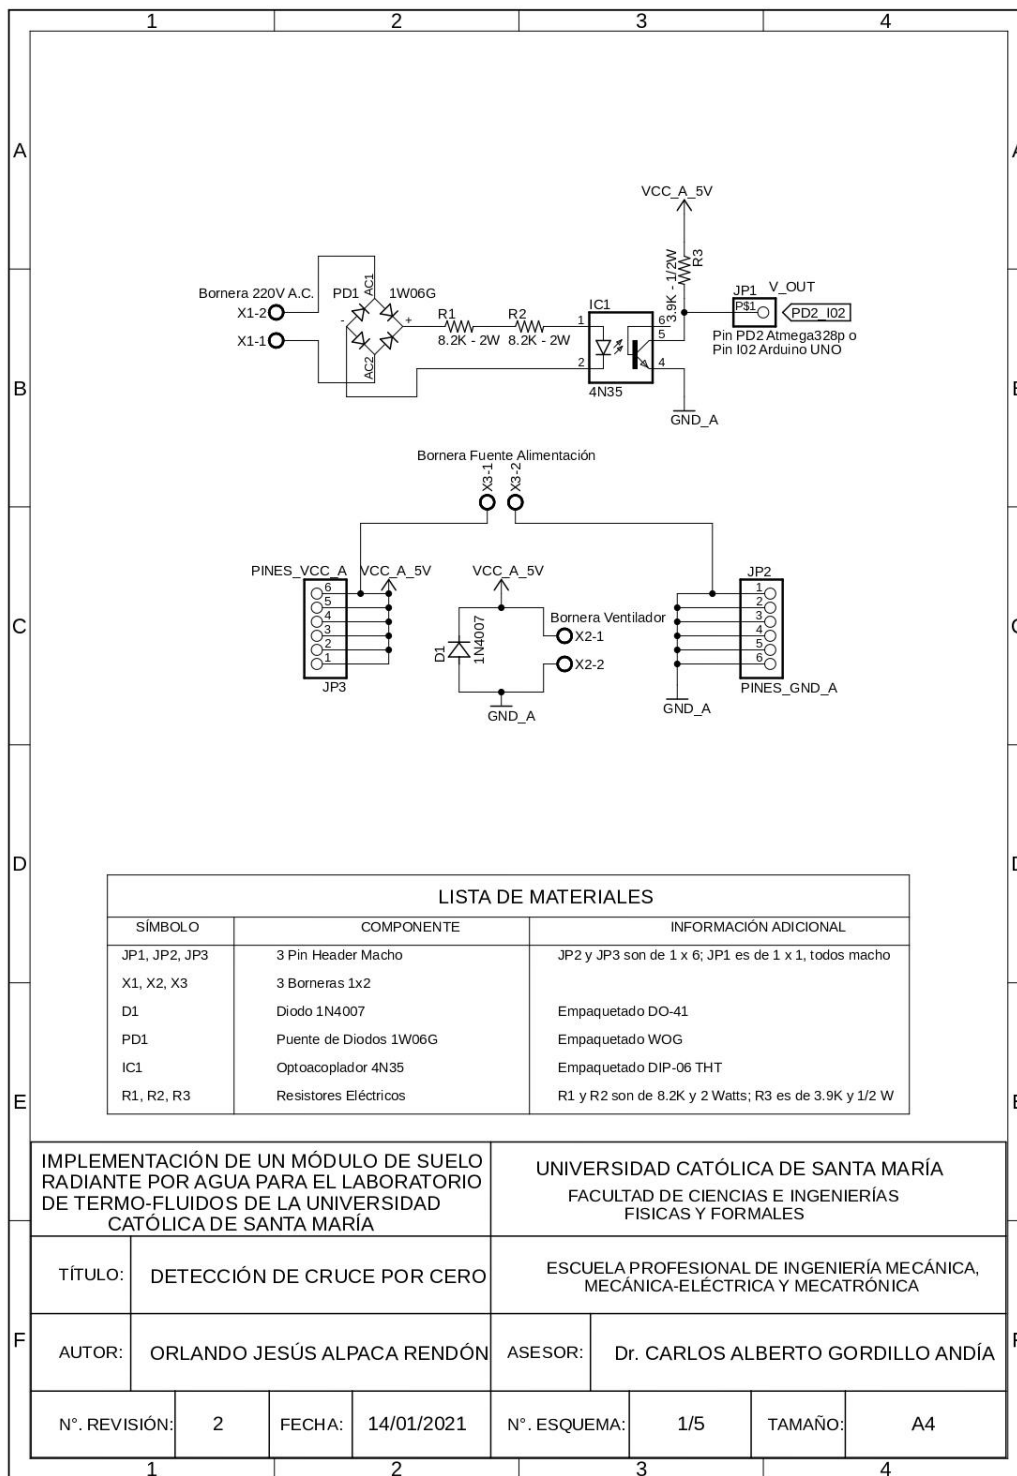 1 2 3 4
A
A
VCC_A_5V
3.9K - 1/2W
R3
Bornera 220V A.C.
PD1
AC1
1W06G
X1-2
X1-1
-
+
AC2
R1
8.2K - 2W
R2
8.2K - 2W
IC1
1
2
6
5
4
4N35
GND_A
JP1
V_OUT
P$1
PD2_I02
Pin PD2 Atmega328p o
Pin I02 Arduino UNO
B
Bornera Fuente Alimentación
X3-1
X3-2
PINES_VCC_A
VCC_A_5V
6
5
4
3
2
1
JP3
VCC_A_5V
D1
1N4007
Bornera Ventilador
X2-1
X2-2
GND_A
JP2
1
2
3
4
5
6
PINES_GND_A
GND_A
C
D
LISTA DE MATERIALES
SÍMBOLO COMPONENTE INFORMACIÓN ADICIONAL
JP1, JP2, JP3 3 Pin Header Macho JP2 y JP3 son de 1 x 6; JP1 es de 1 x 1, todos macho
X1, X2, X3 3 Borneras 1x2
D1 Diodo 1N4007 Empaquetado DO-41
PD1 Puente de Diodos 1W06G Empaquetado WOG
IC1 Optoacoplador 4N35 Empaquetado DIP-06 THT
R1, R2, R3 Resistores Eléctricos R1 y R2 son de 8.2K y 2 Watts; R3 es de 3.9K y 1/2 W
E
IMPLEMENTACIÓN DE UN MÓDULO DE SUELO
RADIANTE POR AGUA PARA EL LABORATORIO
DE TERMO-FLUIDOS DE LA UNIVERSIDAD
CATÓLICA DE SANTA MARÍA
UNIVERSIDAD CATÓLICA DE SANTA MARÍA
FACULTAD DE CIENCIAS E INGENIERÍAS
FISICAS Y FORMALES
TÍTULO: DETECCIÓN DE CRUCE POR CERO
ESCUELA PROFESIONAL DE INGENIERÍA MECÁNICA,
MECÁNICA-ELÉCTRICA Y MECATRÓNICA
F
AUTOR: ORLANDO JESÚS ALPACA RENDÓN
ASESOR: Dr. CARLOS ALBERTO GORDILLO ANDÍA
N°. REVISIÓN: 2 FECHA: 14/01/2021 N°. ESQUEMA: 1/5 TAMAÑO: A4
1 2 3 4